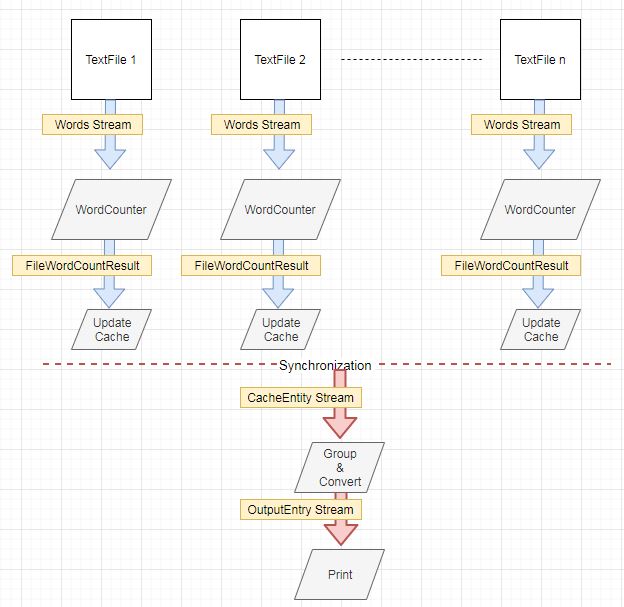 TextFile 1
TextFile 2
TextFile n
Words Stream
Words Stream
Words Stream
WordCounter
WordCounter
WordCounter
FileWordCountResult
FileWordCountResult
FileWordCountResult
Update
Cache
Update
Cache
Update
Cache
Synchronization
CacheEntity Stream
Group
&
Convert
OutputEntry Stream
Print